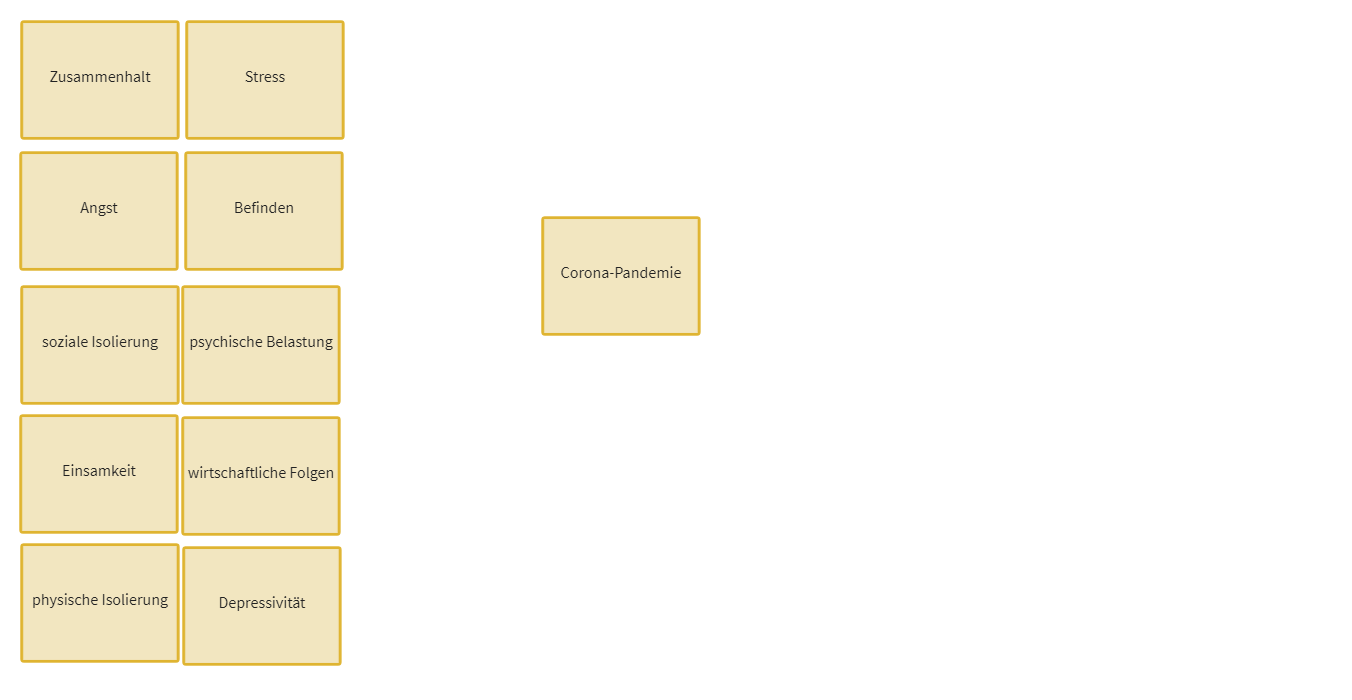 Zusammenhalt
Stress
Angst
Befinden
Corona-Pandemie
soziale Isolierung
psychische Belastung
Einsamkeit
wirtschaftliche Folgen
physische Isolierung
Depressivität